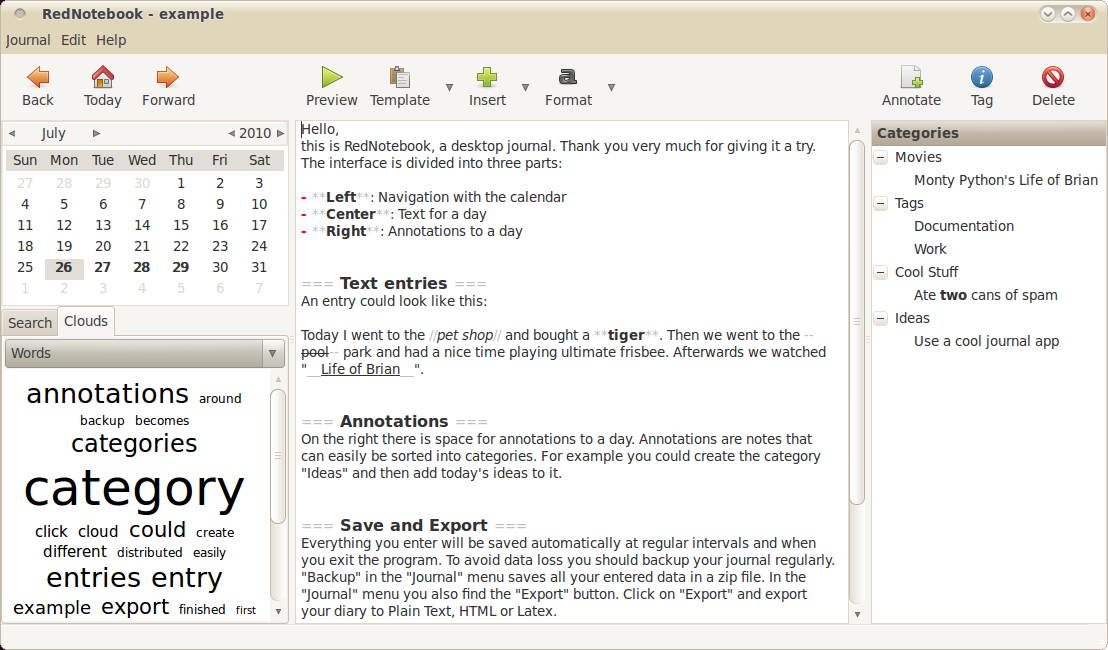 RedNotebook - example
Journal Edit Help
Back Today Forward Preview Template Insert Format Annotate Tag Delete
July 2010
Sun Mon Tue Wed Thu Fri Sat
27 28 29 30 1 2 3
4 5 6 7 8 9 10
11 12 13 14 15 16 17
18 19 20 21 22 23 24
25 26 27 28 29 30 31
1 2 3 4 5 6 7
Search Clouds
Words
annotations around
backup becomes
categories
category
click cloud could create
different distributed easily
entries entry
example export finished first
Hello,
this is RedNotebook, a desktop journal. Thank you very much for giving it a try.
The interface is divided into three parts:
- **Left**: Navigation with the calendar
- **Center**: Text for a day
- **Right**: Annotations to a day
=== Text entries ===
An entry could look like this:
Today I went to the //pet shop// and bought a **tiger**. Then we went to the --
pool-- park and had a nice time playing ultimate frisbee. Afterwards we watched
"__Life of Brian__".
=== Annotations ===
On the right there is space for annotations to a day. Annotations are notes that
can easily be sorted into categories. For example you could create the category
"Ideas" and then add today's ideas to it.
=== Save and Export ===
Everything you enter will be saved automatically at regular intervals and when
you exit the program. To avoid data loss you should backup your journal regularly.
"Backup" in the "Journal" menu saves all your entered data in a zip file. In the
"Journal" menu you also find the "Export" button. Click on "Export" and export
your diary to Plain Text, HTML or Latex.
Categories
Movies
Monty Python's Life of Brian
Tags
Documentation
Work
Cool Stuff
Ate two cans of spam
Ideas
Use a cool journal app